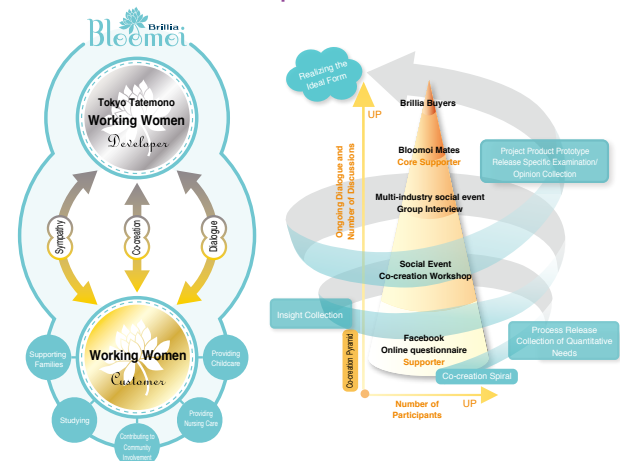 Brillia
Bloomoi
Tokyo Tatemono
Working Women
Developer
Sympathy
Co-creation
Dialogue
Working Women
Customer
Supporting
Families
Providing
Childcare
Studying
Providing
Nursing Care
Contributing to
Community
Involvement
Realizing the
Ideal Form
UP
Ongoing Dialogue and
Number of Discussions
Brillia Buyers
Bloomoi Mates
Core Supporter
Project Product Prototype
Release Specific Examination/
Opinion Collection
Multi-industry social event
Group Interview
Social Event
Co-creation Workshop
Insight Collection
Co-creation Pyramid
Facebook
Online questionnaire
Supporter
Process Release
Collection of Quantitative
Needs
Co-creation Spiral
Number of
Participants
UP